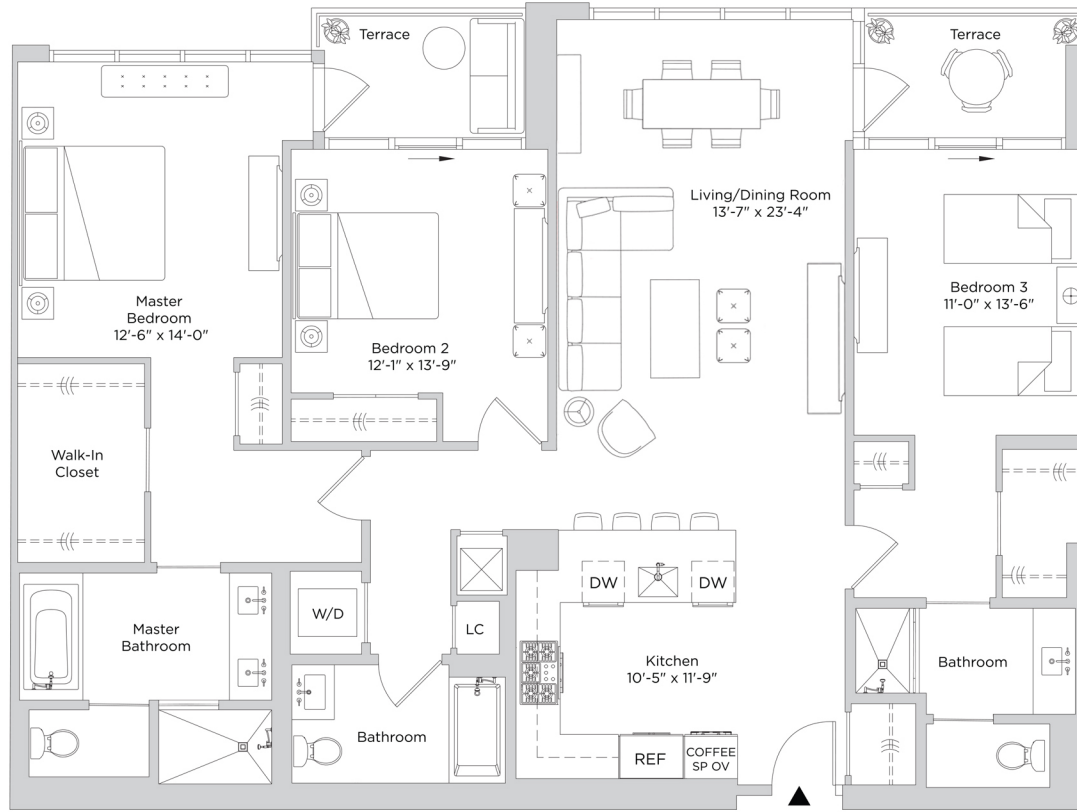 Terrace
Terrace
Living/Dining Room
13'-7" x 23'-4"
Master
Bedroom
12'-6" x 14'-0"
Bedroom 3
11'-0" x 13'-6"
Bedroom 2
12'-1" x 13'-9"
Walk-In
Closet
DW
DW
W/D
LC
Master
Bathroom
Kitchen
10'-5" x 11'-9"
Bathroom
Bathroom
REF
COFFEE
SP OV